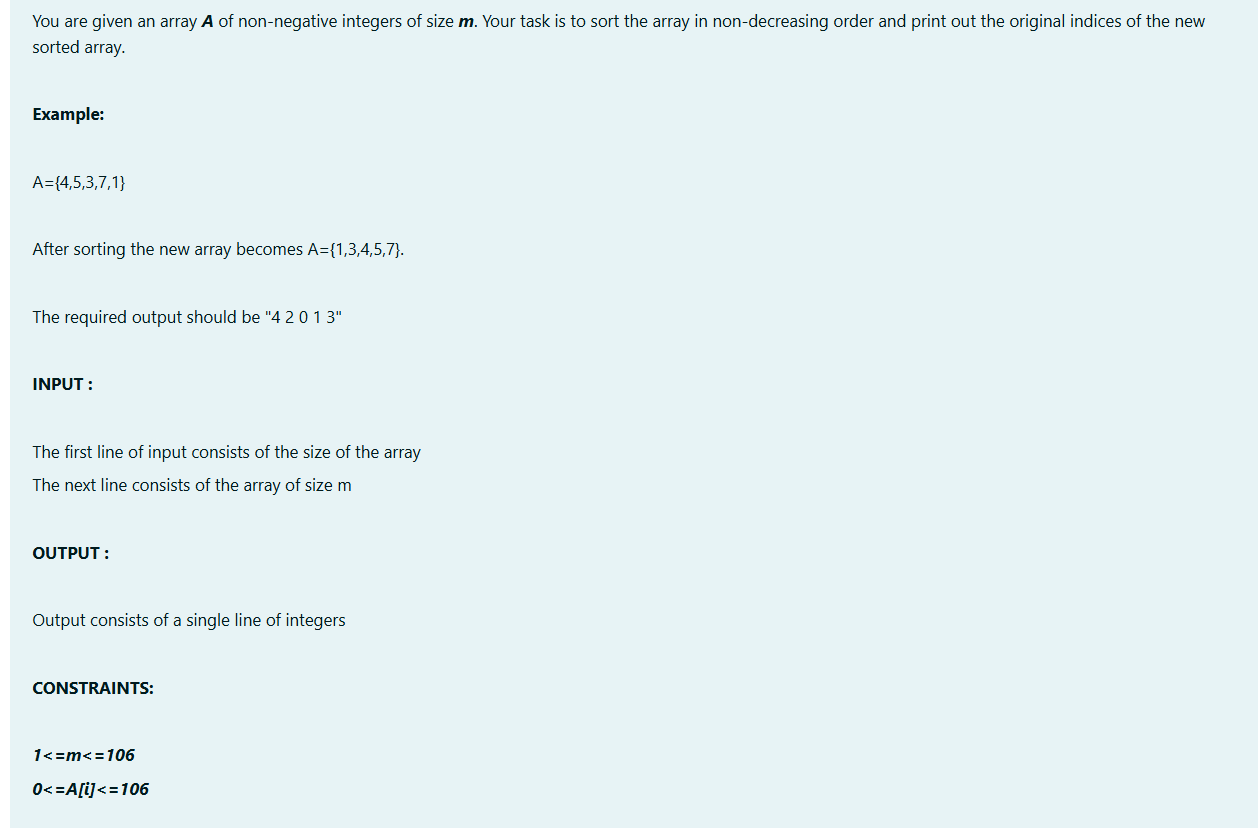 You are given an array A of non-negative integers of size m. Your task is to sort the array in non-decreasing order and print out the original indices of the new
sorted array.
Example:
A={4,5,3,7,1}
After sorting the new array becomes A={1,3,4,5,7}.
The required output should be "4 2 0 1 3"
INPUT :
The first line of input consists of the size of the array
The next line consists of the array of size m
OUTPUT :
Output consists of a single line of integers
CONSTRAINTS:
1<=m<=106
0<=A[i]<=106